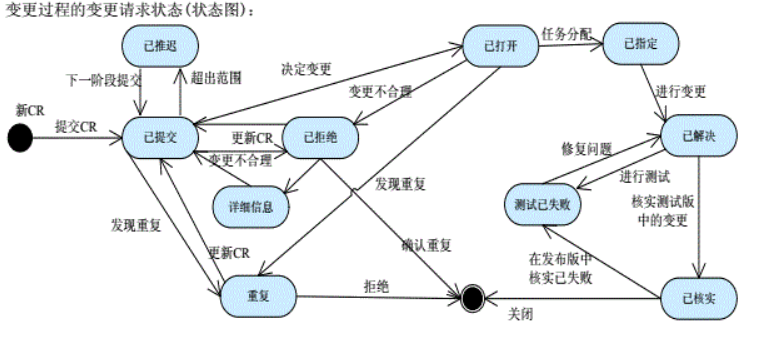 变更过程的变更请求状态(状态图)：
已推迟
已打开
任务分配
已指定
决定变更
下一阶段提交
超出范围
变更不合理
进行变更
新CR
提交CR
已提交
更新CR
已拒绝
已解决
变更不合理
修复问题
进行测试
发现重复
详细信息
测试已失败
核实测试版
中的变更
发现重复
更新CR
确认重复
在发布版中
核实已失败
重复
拒绝
已核实
关闭